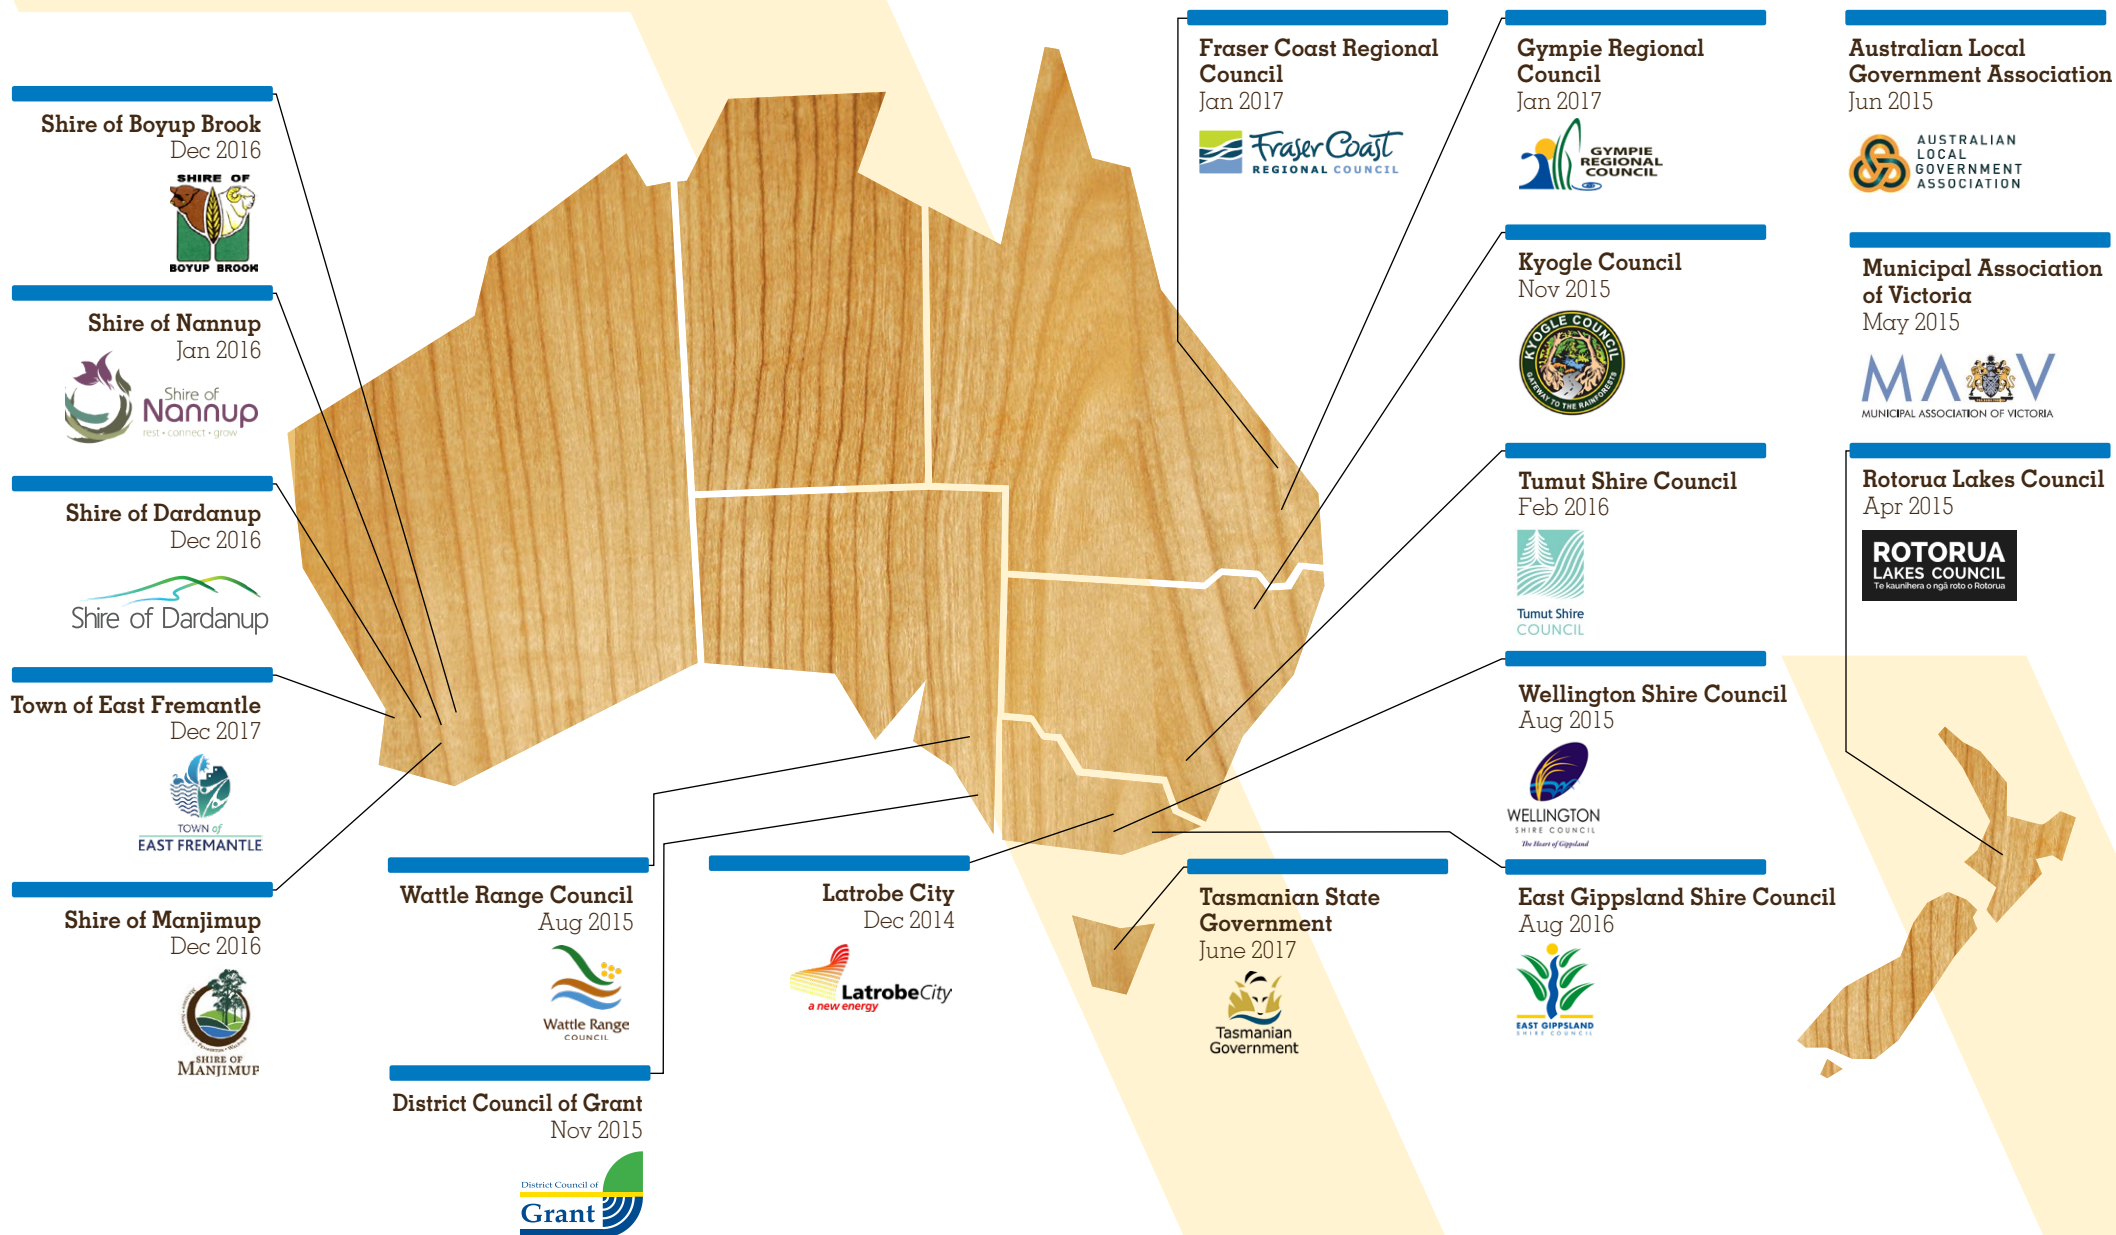 Fraser Coast Regional
Council
Jan 2017
Fraser Coast
REGIONAL COUNCIL
Gympie Regional
Council
Jan 2017
GYMPIE
REGIONAL
COUNCIL
Australian Local
Government Association
Jun 2015
AUSTRALIAN
LOCAL
GOVERNMENT
ASSOCIATION
Shire of Boyup Brook
Dec 2016
SHIRE OF
BOYUP BROOK
Shire of Nannup
Jan 2016
Shire of
Nannup
rest • connect • grow
Shire of Dardanup
Dec 2016
Shire of Dardanup
Town of East Fremantle
Dec 2017
TOWN of
EAST FREMANTLE
Shire of Manjimup
Dec 2016
SHIRE OF
MANJIMUP
Kyogle Council
Nov 2015
KYOGLE COUNCIL
GATEWAY TO THE RAINFORESTS
Municipal Association
of Victoria
May 2015
MAV
MUNICIPAL ASSOCIATION OF VICTORIA
Tumut Shire Council
Feb 2016
Tumut Shire
COUNCIL
Rotorua Lakes Council
Apr 2015
ROTORUA
LAKES COUNCIL
Te kaunihera o ngā roto o Rotorua
Wellington Shire Council
Aug 2015
WELLINGTON
SHIRE COUNCIL
The Heart of Gippsland
Wattle Range Council
Aug 2015
Wattle Range
COUNCIL
Latrobe City
Dec 2014
LatrobeCity
a new energy
Tasmanian State
Government
June 2017
Tasmanian
Government
East Gippsland Shire Council
Aug 2016
EAST GIPPSLAND
SHIRE COUNCIL
District Council of Grant
Nov 2015
District Council of
Grant